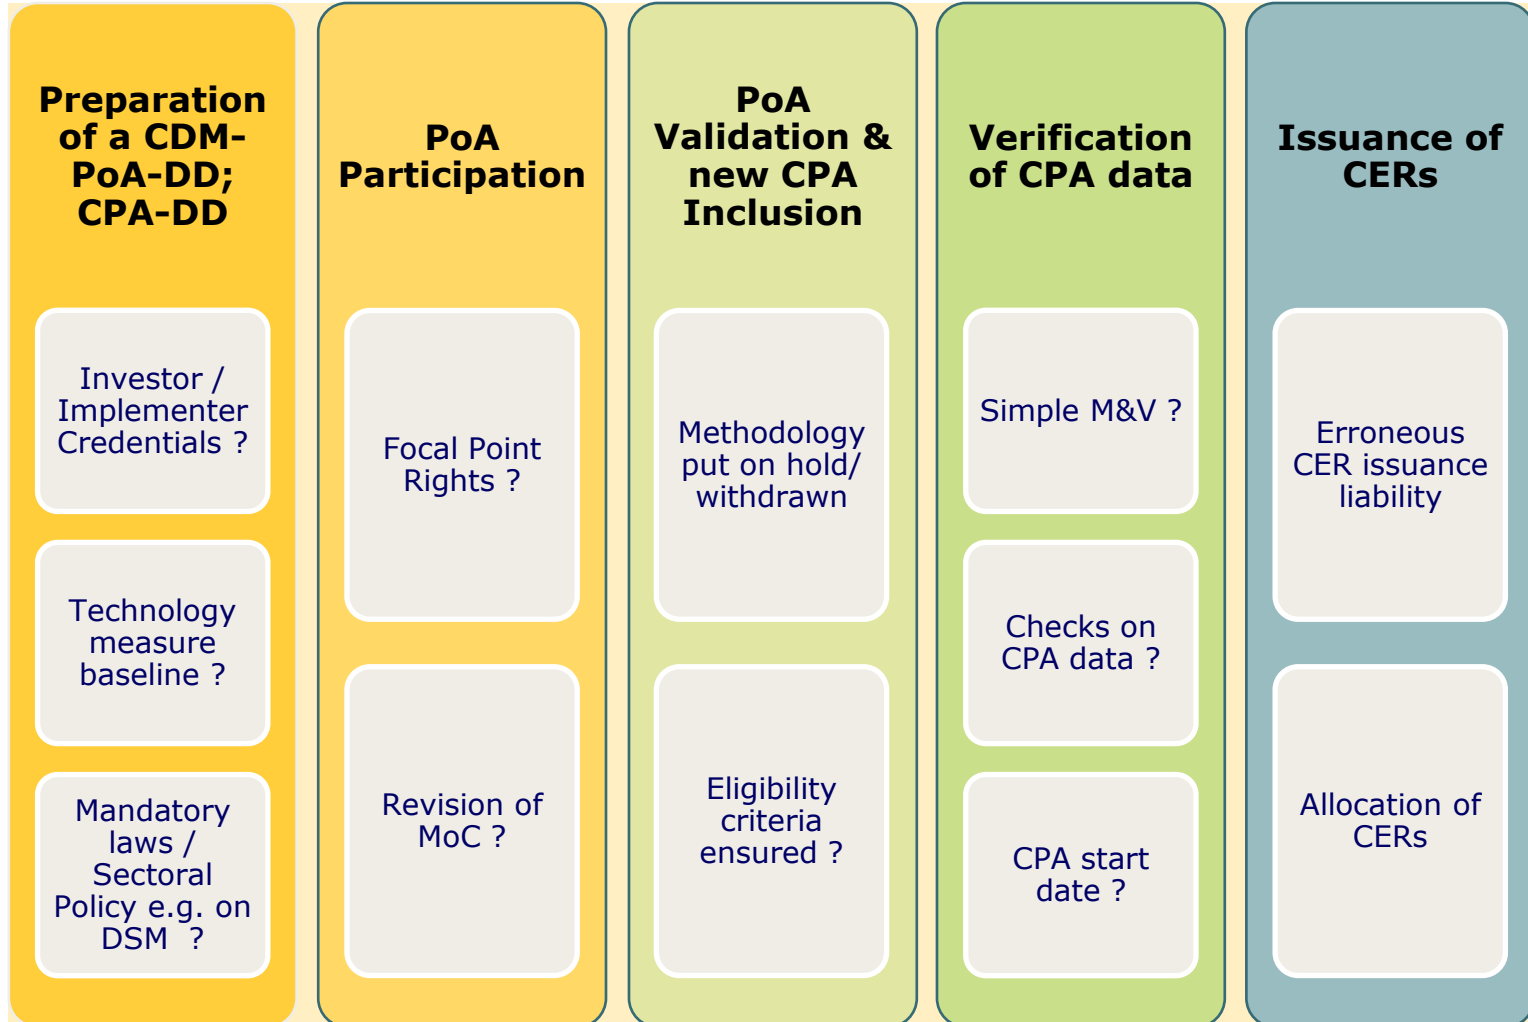 Preparation
of a CDM-
PoA-DD;
CPA-DD
Investor /
Implementer
Credentials ?
Technology
measure
baseline ?
Mandatory
laws /
Sectoral
Policy e.g. on
DSM  ?
PoA
Participation
Focal Point
Rights ?
Revision of
MoC ?
PoA
Validation &
new CPA
Inclusion
Methodology
put on hold/
withdrawn
Eligibility
criteria
ensured ?
Verification
of CPA data
Simple M&V ?
Checks on
CPA data ?
CPA start
date ?
Issuance of
CERs
Erroneous
CER issuance
liability
Allocation of
CERs